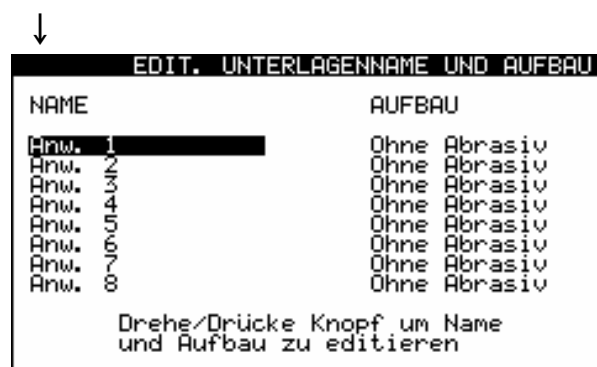 ↓
EDIT. UNTERLAGENNAME UND AUFBAU
NAME AUFBAU
Anw. 1 Ohne Abrasiv
Anw. 2 Ohne Abrasiv
Anw. 3 Ohne Abrasiv
Anw. 4 Ohne Abrasiv
Anw. 5 Ohne Abrasiv
Anw. 6 Ohne Abrasiv
Anw. 7 Ohne Abrasiv
Anw. 8 Ohne Abrasiv
Drehe/Drücke Knopf um Name
und Aufbau zu editieren